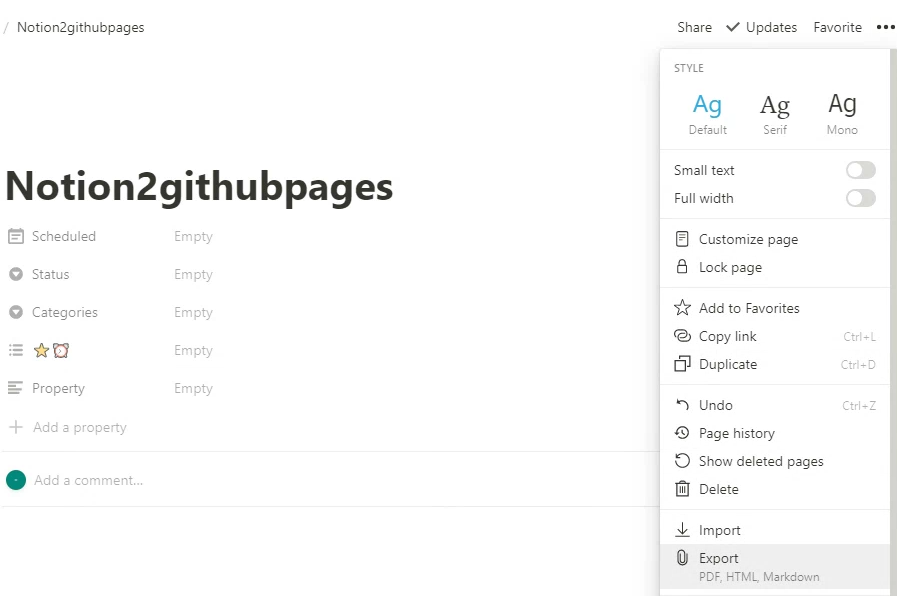 / Notion2githubpages
Share ✓ Updates Favorite •••
STYLE
Ag Ag Ag
Default Serif Mono
Small text
Full width
Customize page
Lock page
Add to Favorites
Copy link Ctrl+L
Duplicate Ctrl+D
Undo Ctrl+Z
Page history
Show deleted pages
Delete
Import
Export
PDF, HTML, Markdown
Notion2githubpages
Scheduled Empty
Status Empty
Categories Empty
⭐⏰ Empty
Property Empty
+ Add a property
Add a comment...